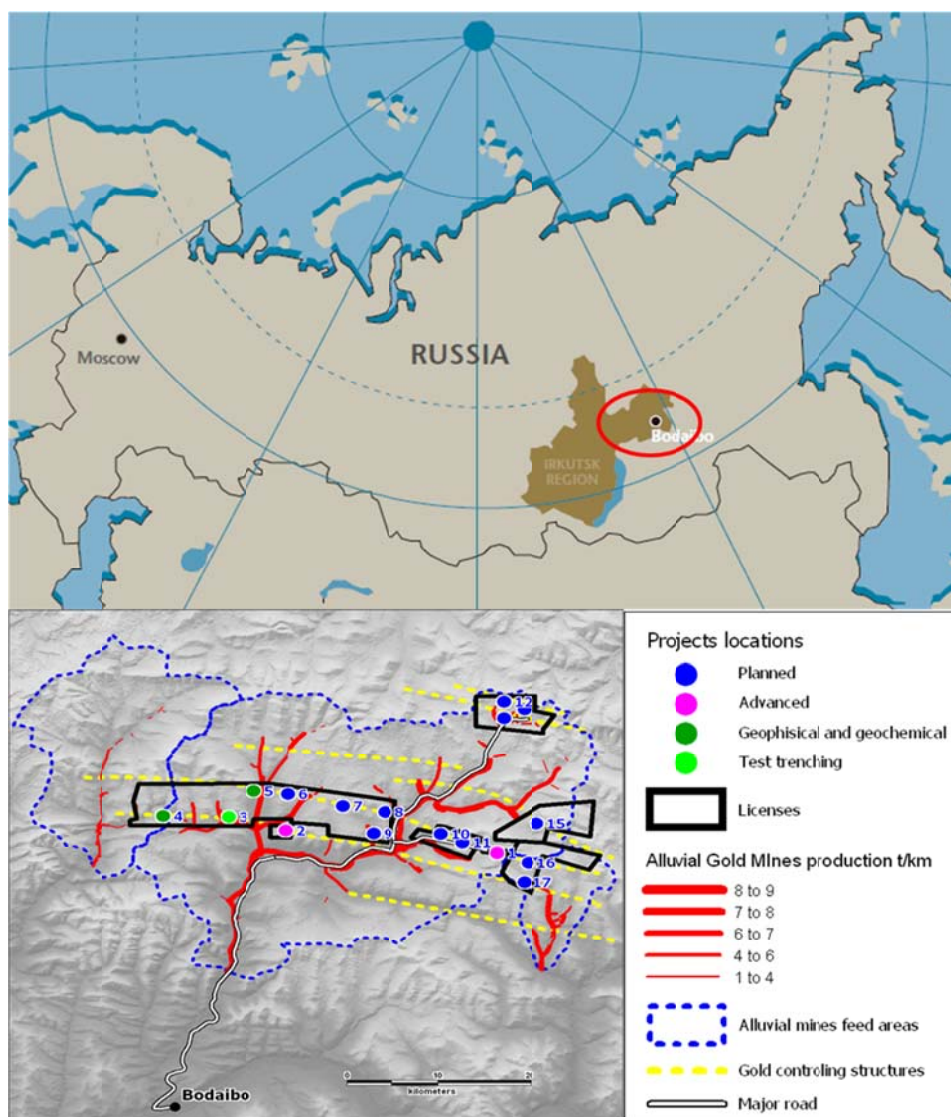 Moscow
RUSSIA
Bodaibo
IRKUTSK
REGION
12
5
6
7
8
4
3
2
9
10
11
15
1
16
17
Bodaibo
0
10
20
kilometers
Projects locations
Planned
Advanced
Geophisical and geochemical
Test trenching
Licenses
Alluvial Gold MInes production t/km
8 to 9
7 to 8
6 to 7
4 to 6
1 to 4
Alluvial mines feed areas
Gold controling structures
Major road